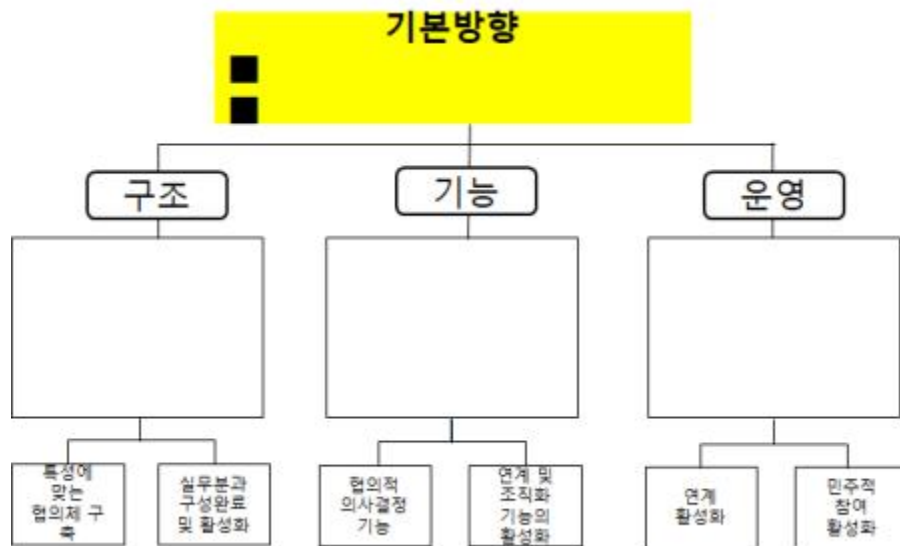 기본방향
■
■
구조
기능
운영
특성에
맞는
협의체 구
축
실무분과
구성완료
및 활성화
협의적
의사결정
기능
연계 및
조직화
기능의
활성화
연계
활성화
민주적
참여
활성화